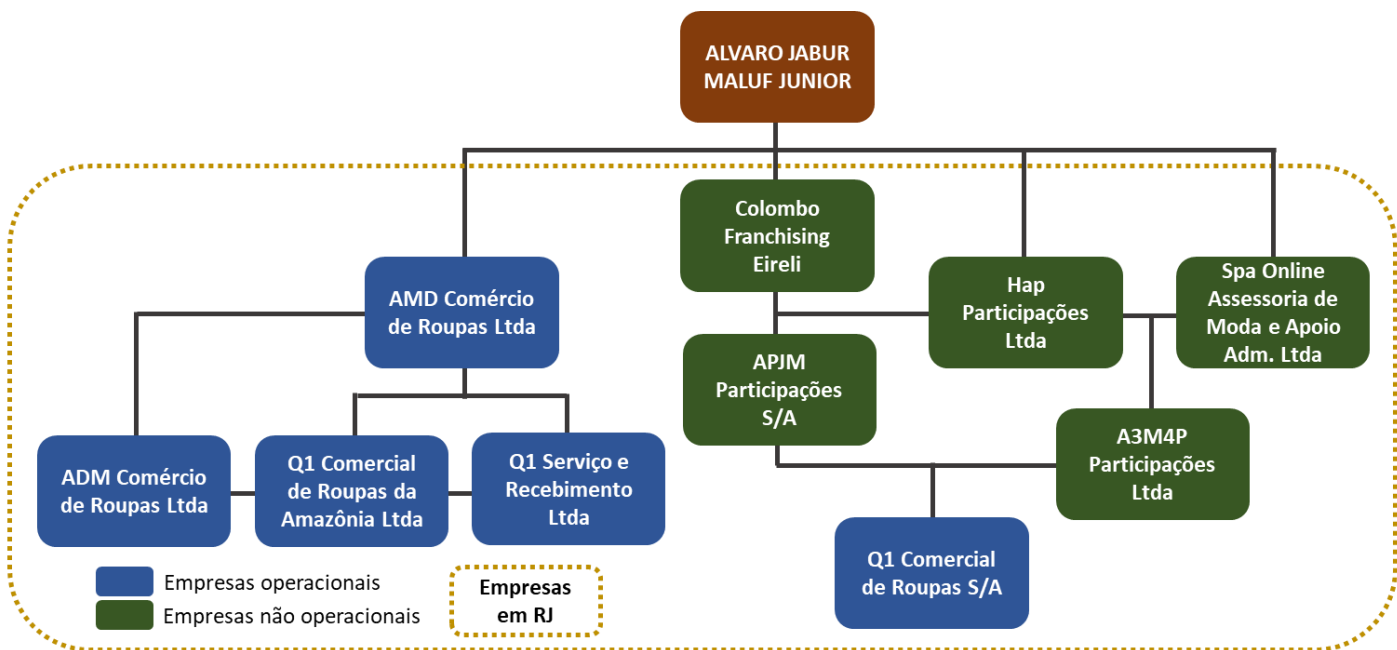 ALVARO JABUR
MALUF JUNIOR
Colombo
Franchising
Eireli
AMD Comércio
de Roupas Ltda
Hap
Participações
Ltda
Spa Online
Assessoria de
Moda e Apoio
Adm. Ltda
APJM
Participações
S/A
A3M4P
Participações
Ltda
ADM Comércio
de Roupas Ltda
Q1 Comercial
de Roupas da
Amazônia Ltda
Q1 Serviço e
Recebimento
Ltda
Q1 Comercial
de Roupas S/A
Empresas operacionais
Empresas não operacionais
Empresas
em RJ